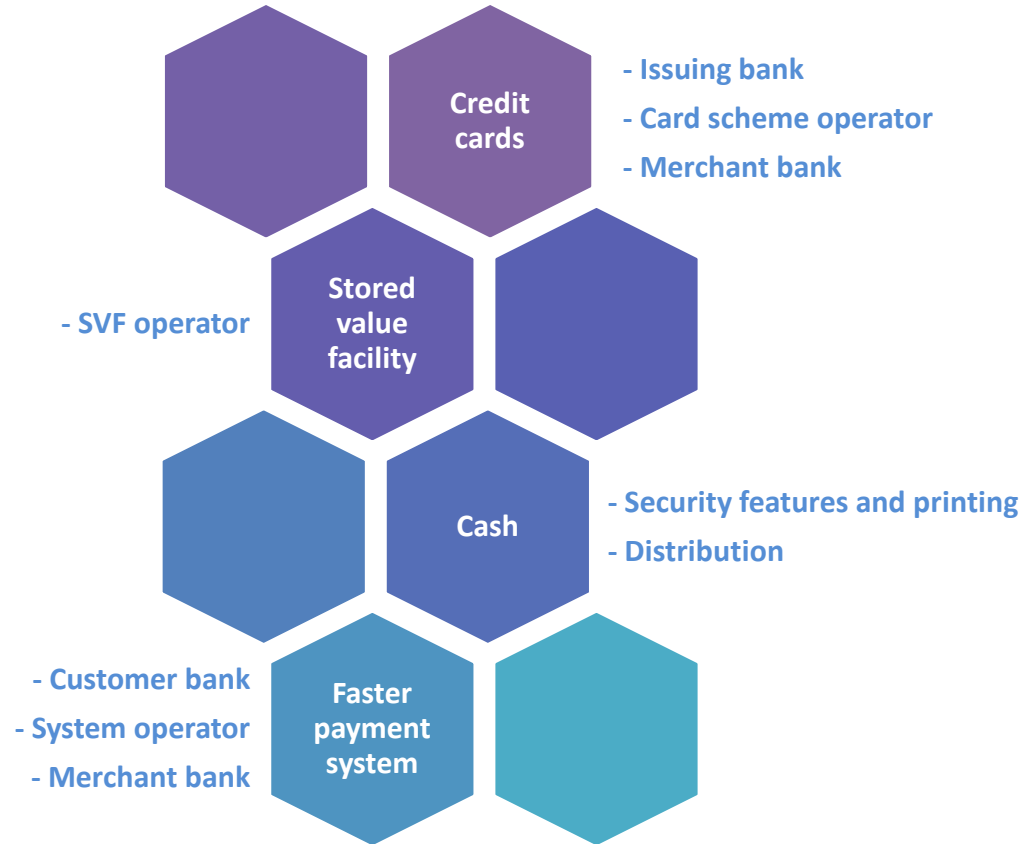 Credit
cards
- Issuing bank
- Card scheme operator
- Merchant bank
- SVF operator
Stored
value
facility
Cash
- Security features and printing
- Distribution
- Customer bank
- System operator
- Merchant bank
Faster
payment
system